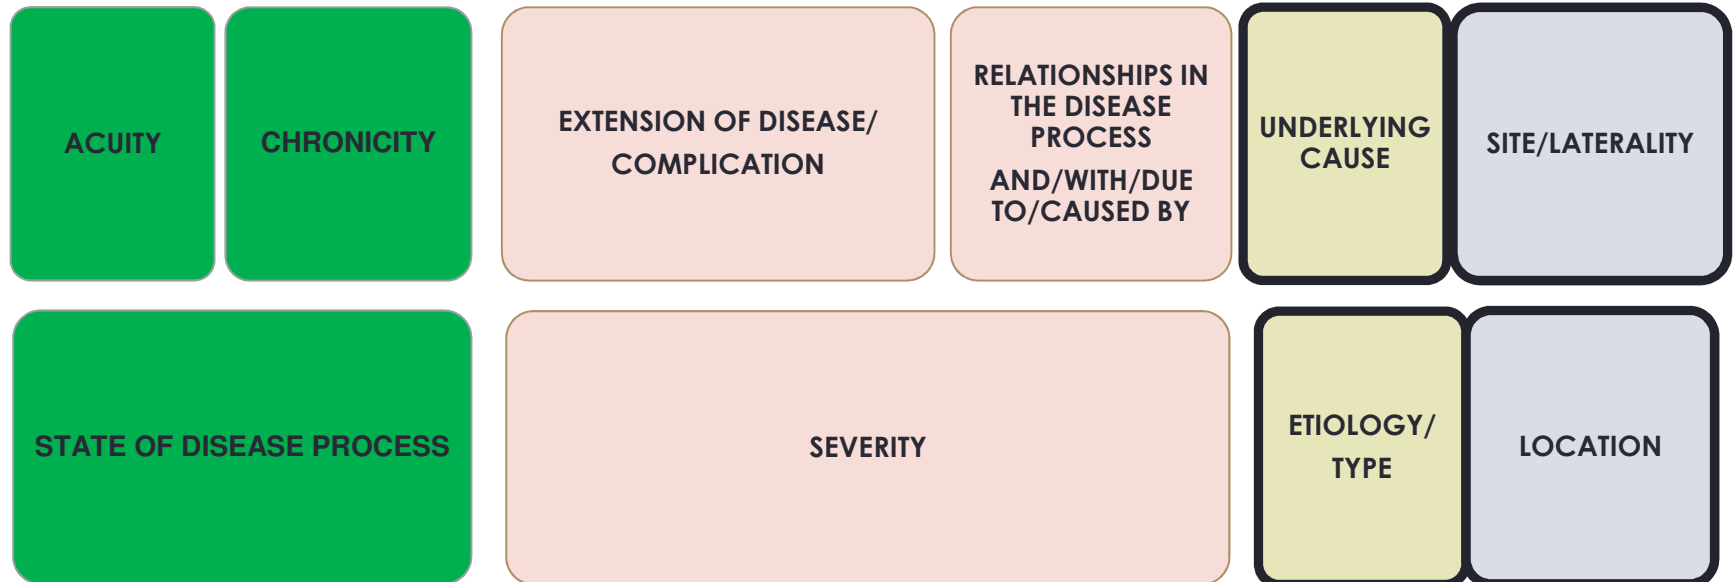 ACUITY
CHRONICITY
EXTENSION OF DISEASE/
COMPLICATION
RELATIONSHIPS IN
THE DISEASE
PROCESS
AND/WITH/DUE
TO/CAUSED BY
UNDERLYING
CAUSE
SITE/LATERALITY
STATE OF DISEASE PROCESS
SEVERITY
ETIOLOGY/
TYPE
LOCATION